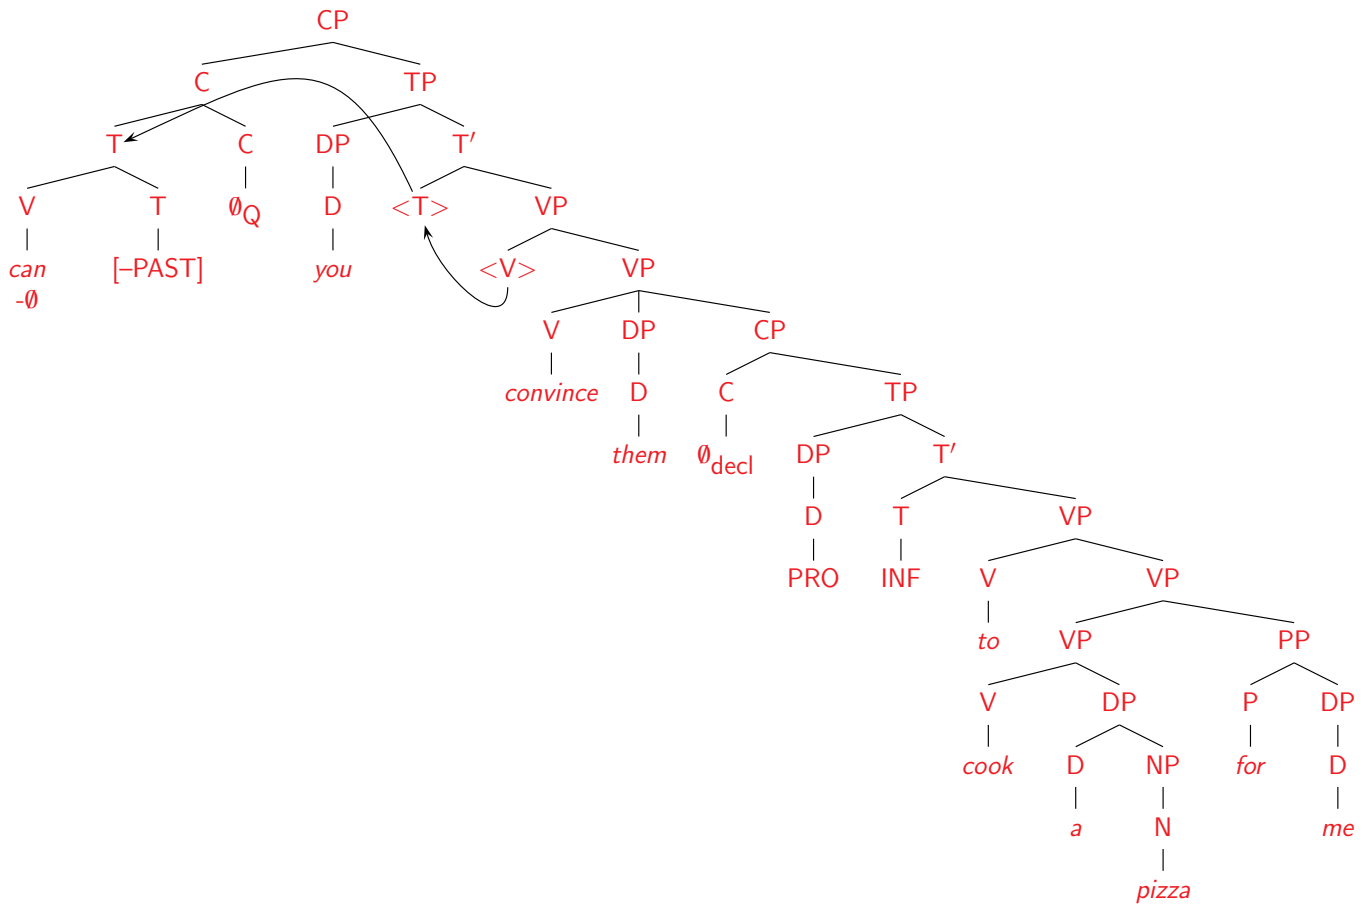 CP
C TP
T C DP T′
V T ∅Q D <T> VP
can [–PAST] you <V> VP
-∅
V DP CP
convince D C TP
them ∅decl DP T′
D T VP
PRO INF V VP
to VP PP
V DP P DP
cook D NP for D
a N me
pizza